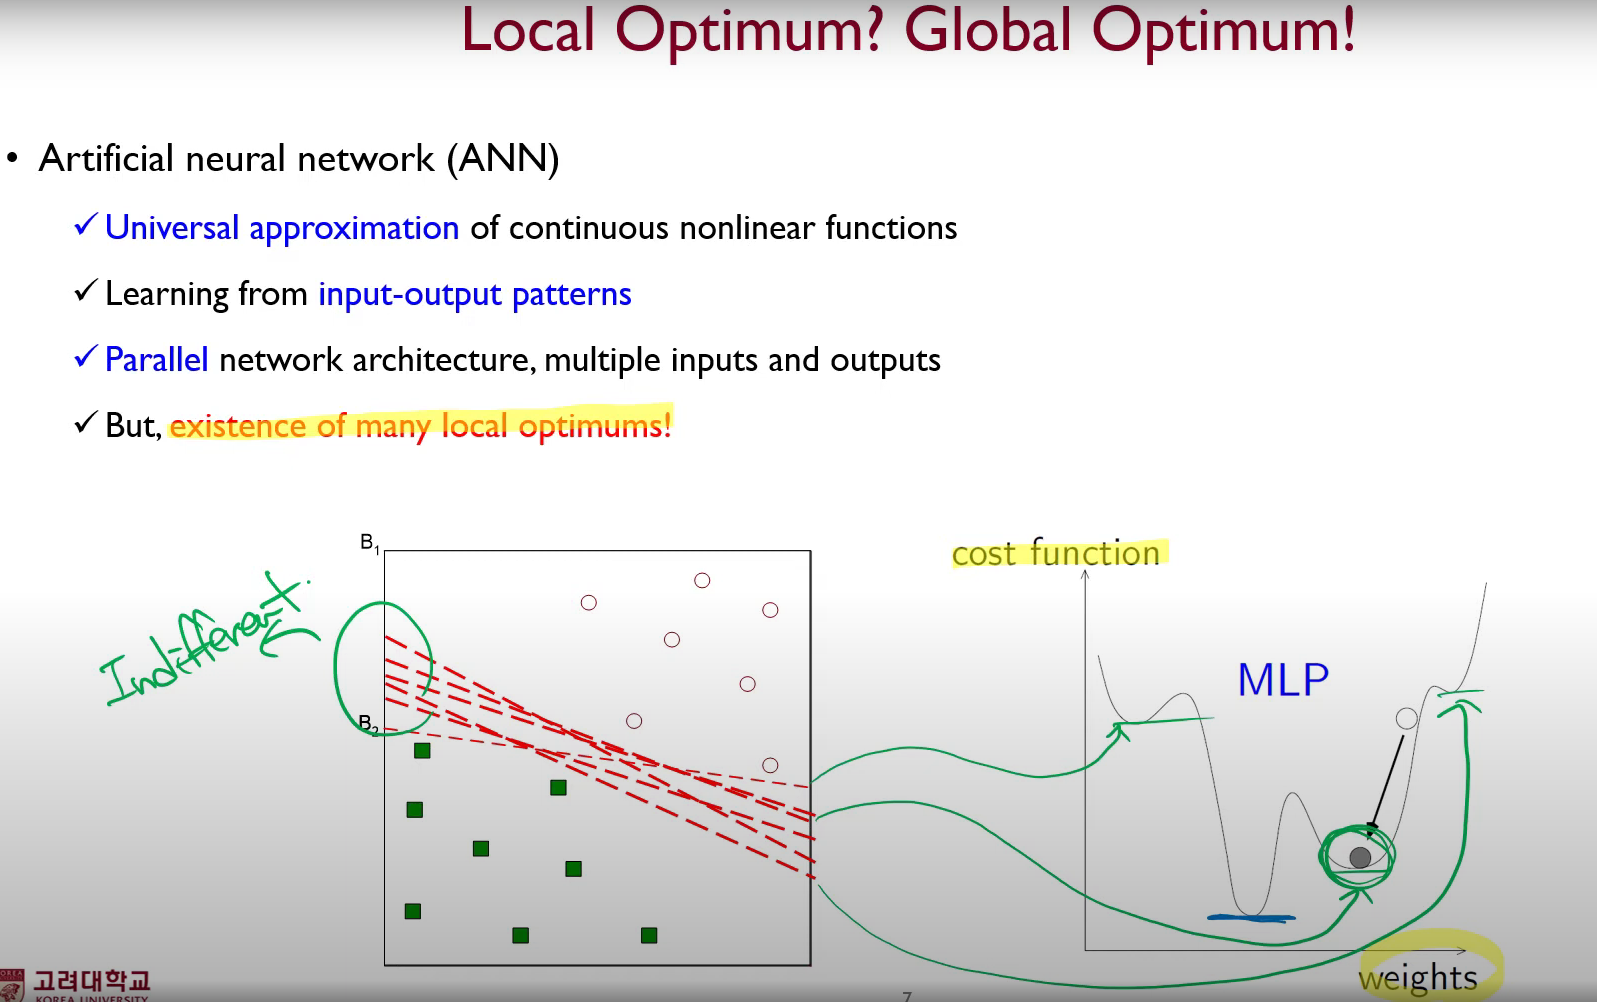 Local Optimum? Global Optimum!
• Artificial neural network (ANN)
✓ Universal approximation of continuous nonlinear functions
✓ Learning from input-output patterns
✓ Parallel network architecture, multiple inputs and outputs
✓ But, existence of many local optimums!
B1
B2
Indifferent.
cost function
MLP
weights
고려대학교
KOREA UNIVERSITY
7